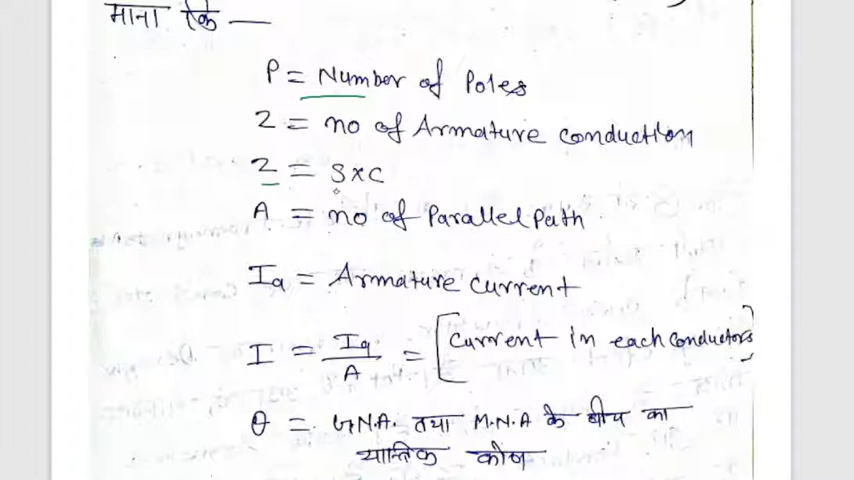 माना कि —
P = Number of Poles
Z = no of Armature conduction
Z = S×C
A = no of Parallel Path
Ia = Armature current
I = Ia/A = [current in each conductors]
θ = G.N.A. तथा M.N.A के बीच का
यान्त्रिक कोण